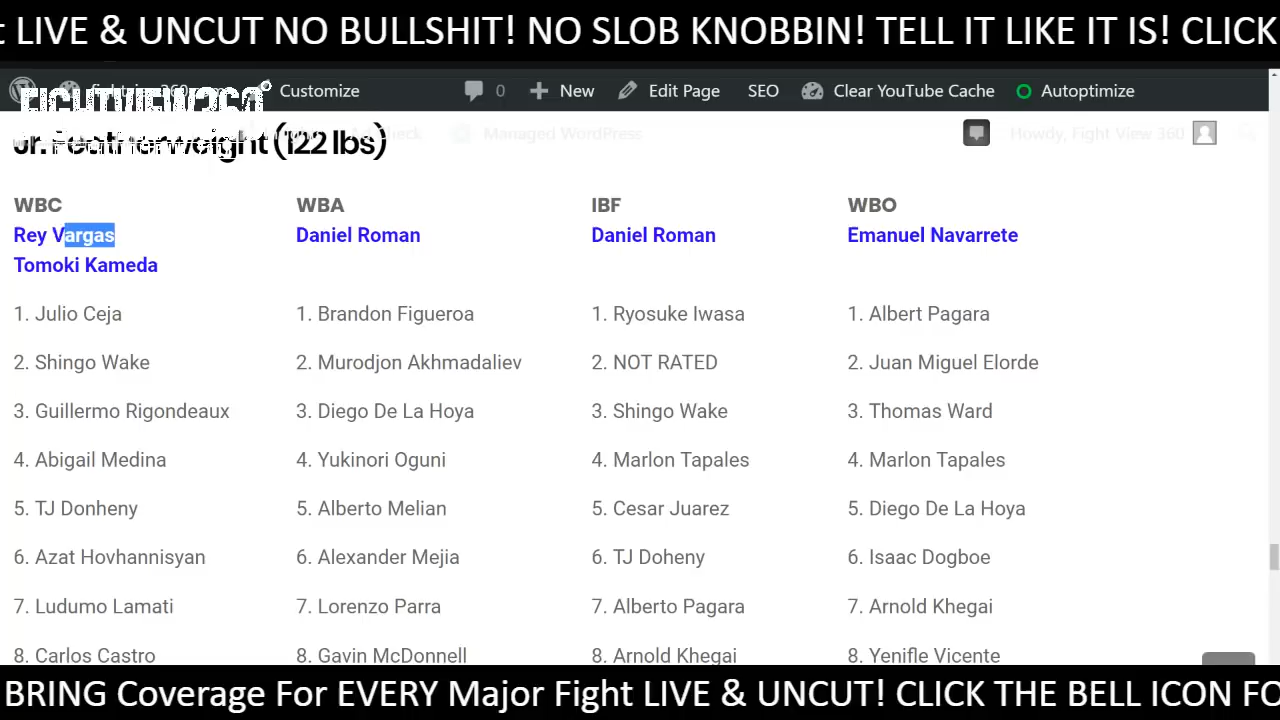 LIVE & UNCUT NO BULLSHIT! NO SLOB KNOBBIN! TELL IT LIKE IT IS! CLICK
Customize 0 New Edit Page SEO Clear YouTube Cache Autoptimize
FIGHTVIEW360
Managed WordPress Howdy, Fight View 360
Jr. Featherweight (122 lbs)
WBC WBA IBF WBO
Rey Vargas Daniel Roman Daniel Roman Emanuel Navarrete
Tomoki Kameda
1. Julio Ceja 1. Brandon Figueroa 1. Ryosuke Iwasa 1. Albert Pagara
2. Shingo Wake 2. Murodjon Akhmadaliev 2. NOT RATED 2. Juan Miguel Elorde
3. Guillermo Rigondeaux 3. Diego De La Hoya 3. Shingo Wake 3. Thomas Ward
4. Abigail Medina 4. Yukinori Oguni 4. Marlon Tapales 4. Marlon Tapales
5. TJ Donheny 5. Alberto Melian 5. Cesar Juarez 5. Diego De La Hoya
6. Azat Hovhannisyan 6. Alexander Mejia 6. TJ Doheny 6. Isaac Dogboe
7. Ludumo Lamati 7. Lorenzo Parra 7. Alberto Pagara 7. Arnold Khegai
8. Carlos Castro 8. Gavin McDonnell 8. Arnold Khegai 8. Yenifle Vicente
BRING Coverage For EVERY Major Fight LIVE & UNCUT! CLICK THE BELL ICON